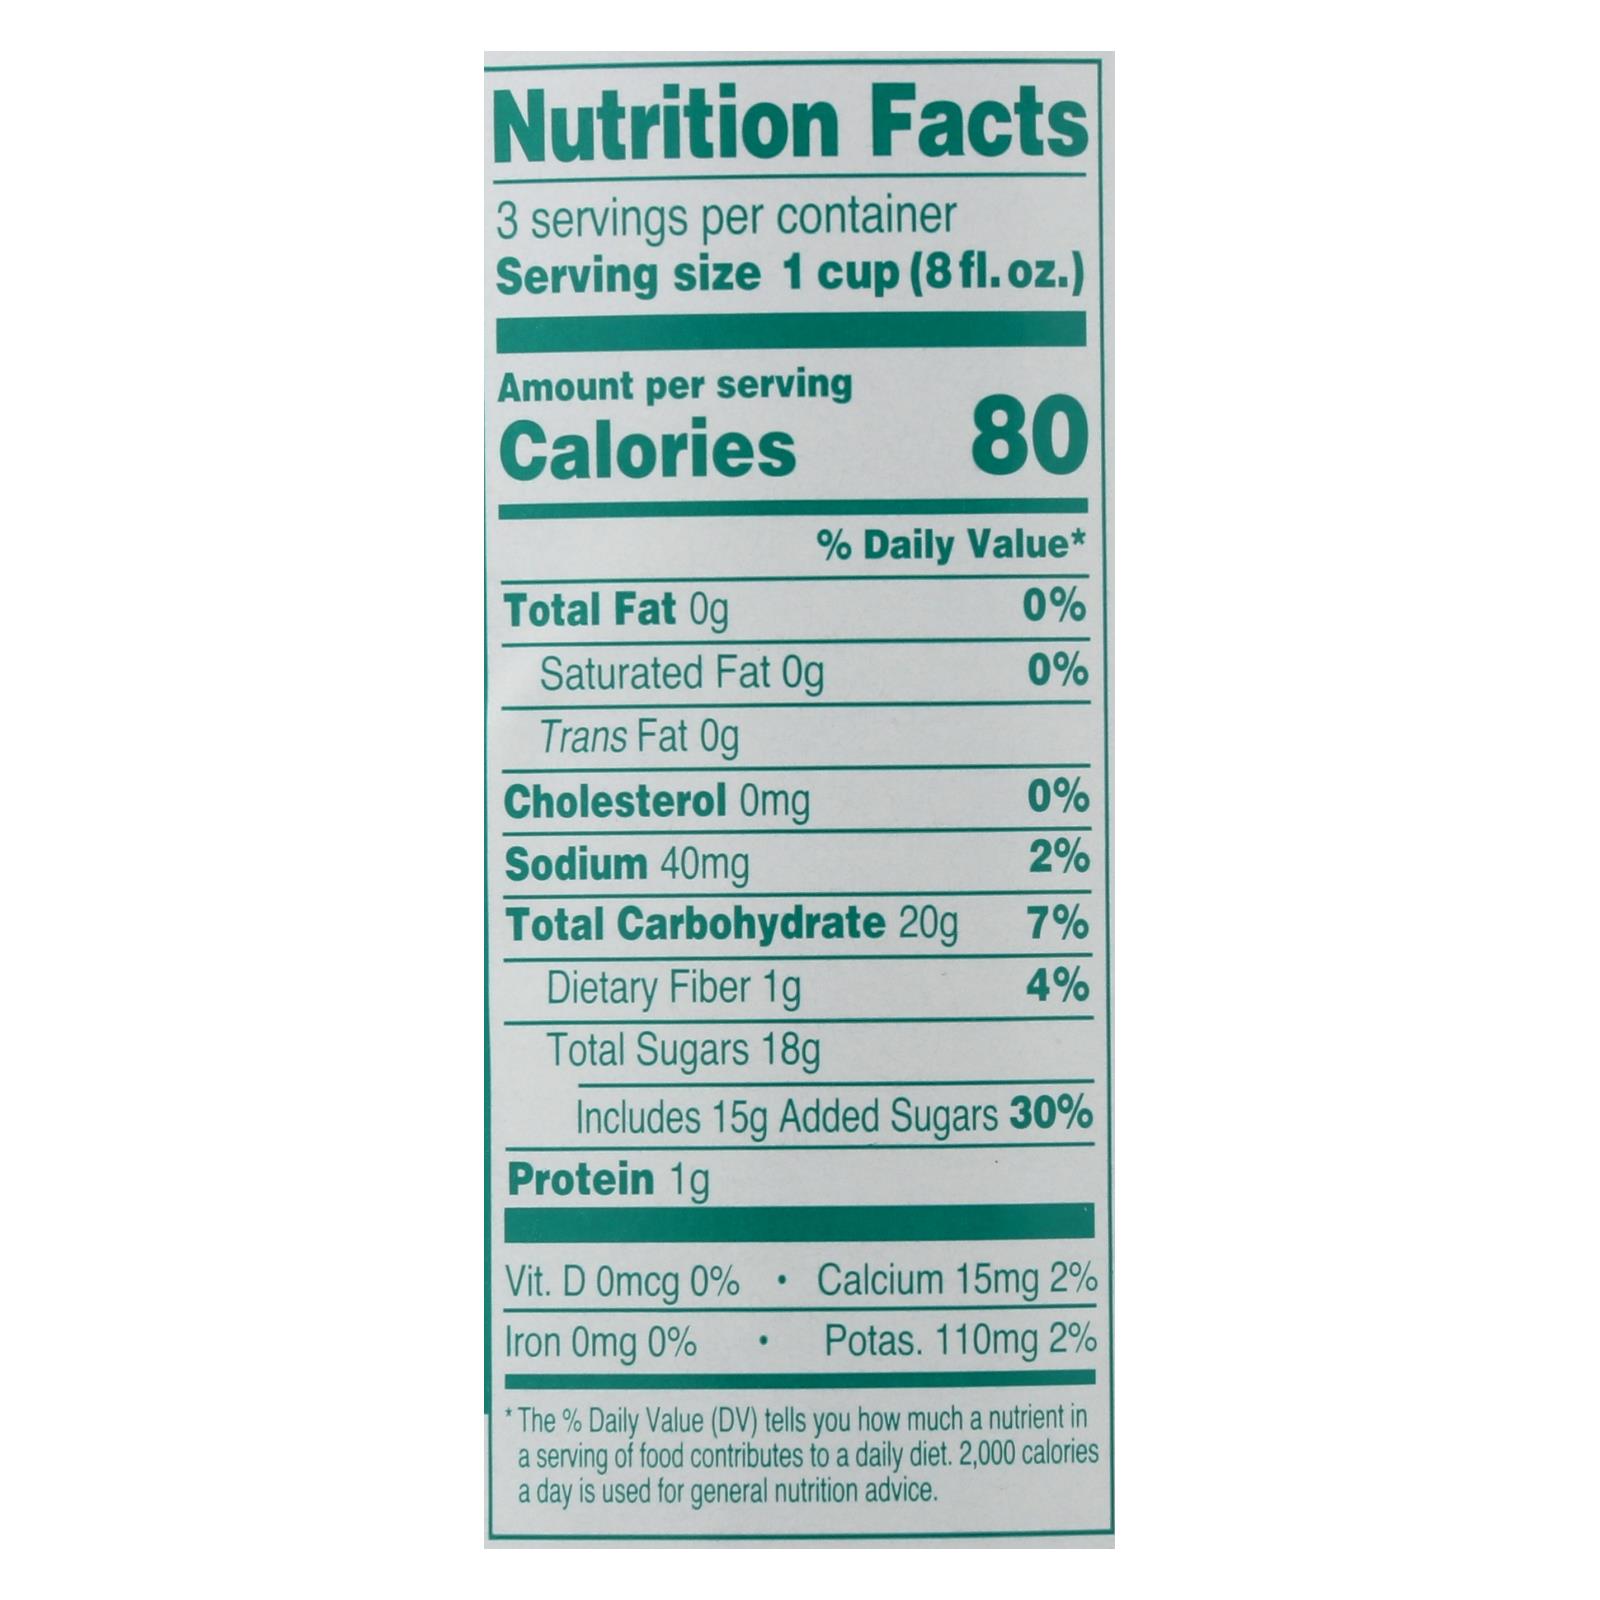 Nutrition Facts
3 servings per container
Serving size 1 cup (8 fl. oz.)
Amount per serving
Calories 80
% Daily Value*
Total Fat 0g 0%
Saturated Fat 0g 0%
Trans Fat 0g
Cholesterol 0mg 0%
Sodium 40mg 2%
Total Carbohydrate 20g 7%
Dietary Fiber 1g 4%
Total Sugars 18g
Includes 15g Added Sugars 30%
Protein 1g
Vit. D 0mcg 0% • Calcium 15mg 2%
Iron 0mg 0% • Potas. 110mg 2%
* The % Daily Value (DV) tells you how much a nutrient in
a serving of food contributes to a daily diet. 2,000 calories
a day is used for general nutrition advice.